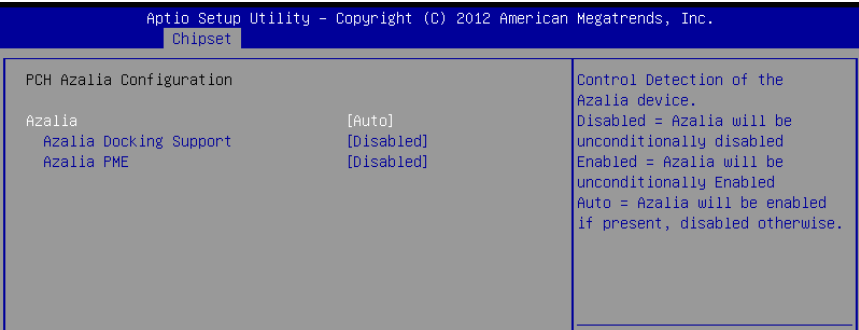 Aptio Setup Utility – Copyright (C) 2012 American Megatrends, Inc.
Chipset
PCH Azalia Configuration
Azalia [Auto]
Azalia Docking Support [Disabled]
Azalia PME [Disabled]
Control Detection of the
Azalia device.
Disabled = Azalia will be
unconditionally disabled
Enabled = Azalia will be
unconditionally Enabled
Auto = Azalia will be enabled
if present, disabled otherwise.